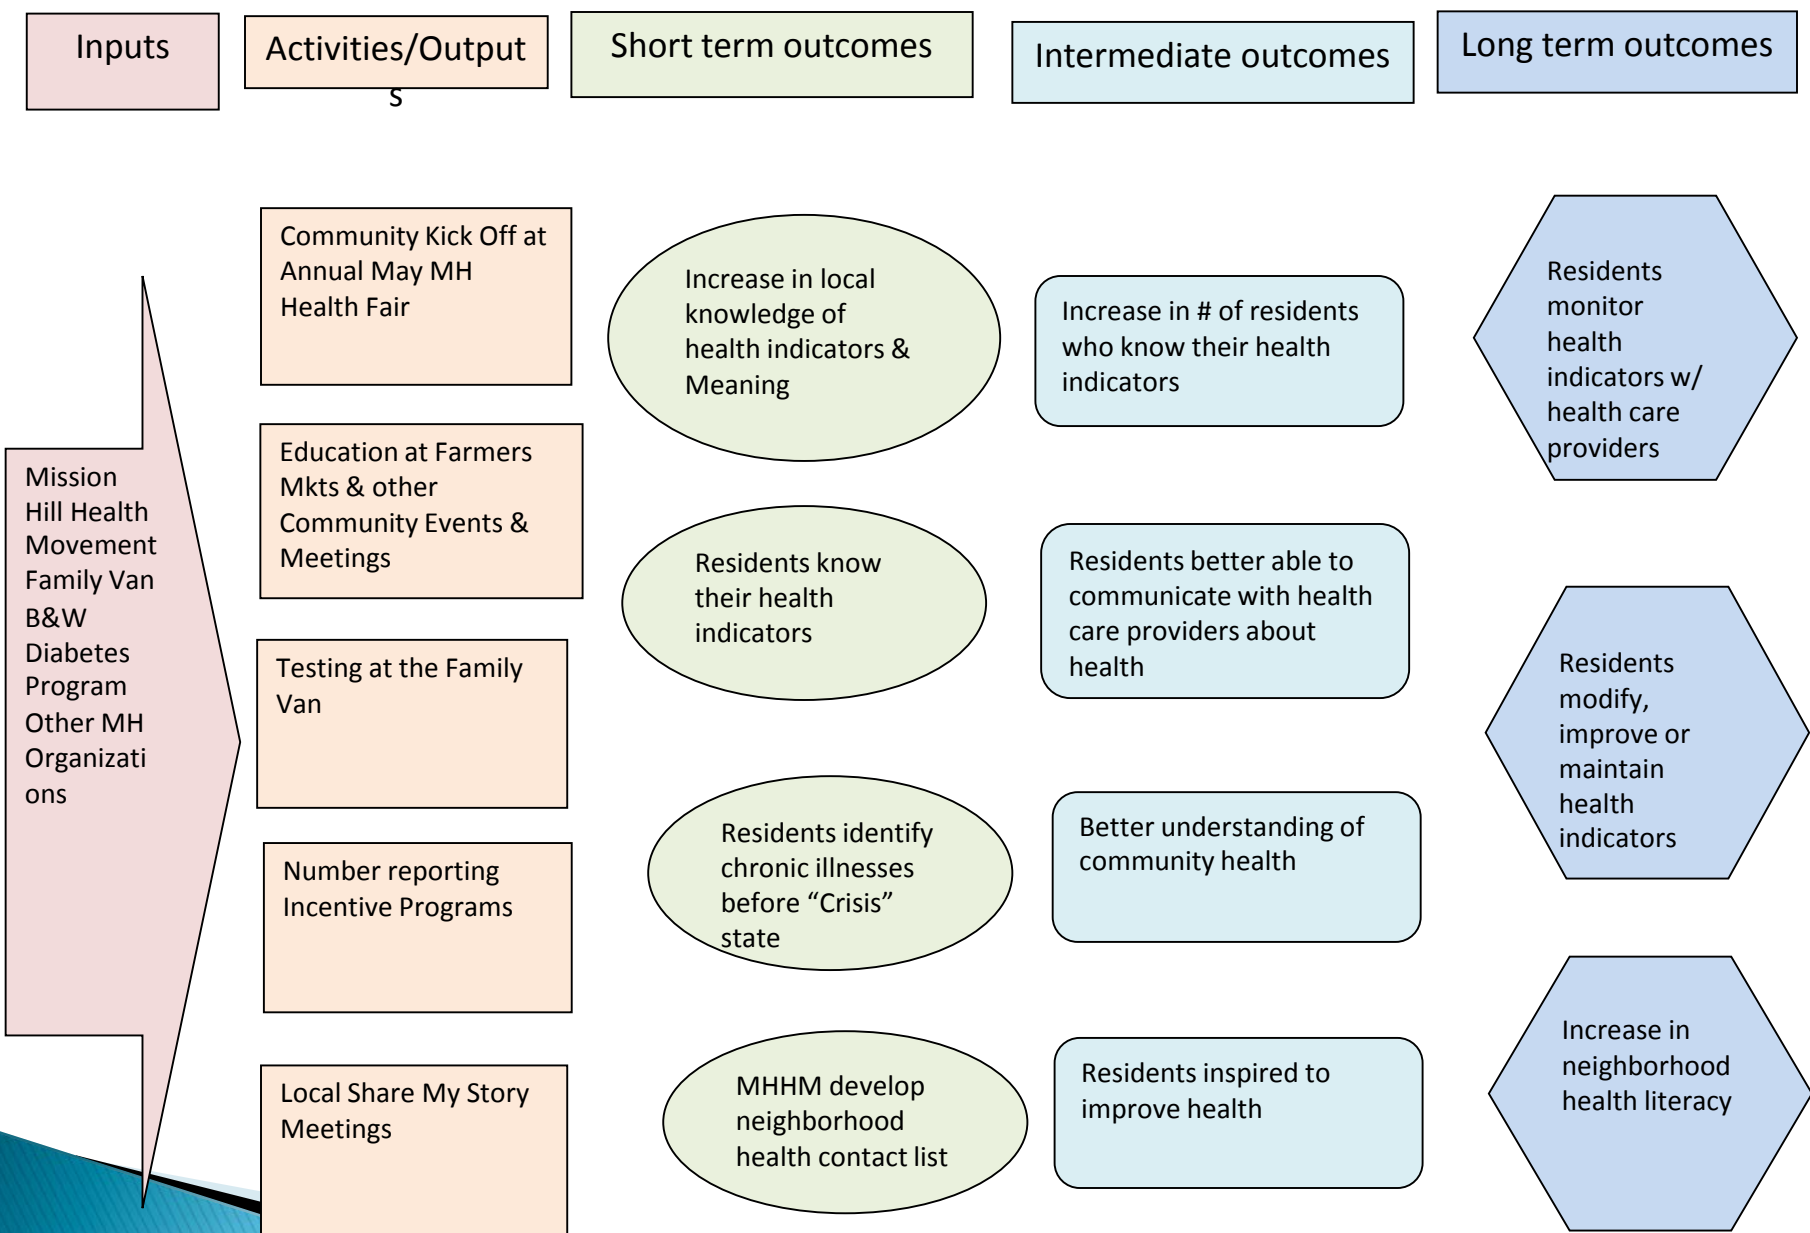 Inputs
Activities/Output
s
Short term outcomes
Intermediate outcomes
Long term outcomes
Mission
Hill Health
Movement
Family Van
B&W
Diabetes
Program
Other MH
Organizati
ons
Community Kick Off at
Annual May MH
Health Fair
Education at Farmers
Mkts & other
Community Events &
Meetings
Testing at the Family
Van
Number reporting
Incentive Programs
Local Share My Story
Meetings
Increase in local
knowledge of
health indicators &
Meaning
Residents know
their health
indicators
Residents identify
chronic illnesses
before “Crisis”
state
MHHM develop
neighborhood
health contact list
Increase in # of residents
who know their health
indicators
Residents better able to
communicate with health
care providers about
health
Better understanding of
community health
Residents inspired to
improve health
Residents
monitor
health
indicators w/
health care
providers
Residents
modify,
improve or
maintain
health
indicators
Increase in
neighborhood
health literacy